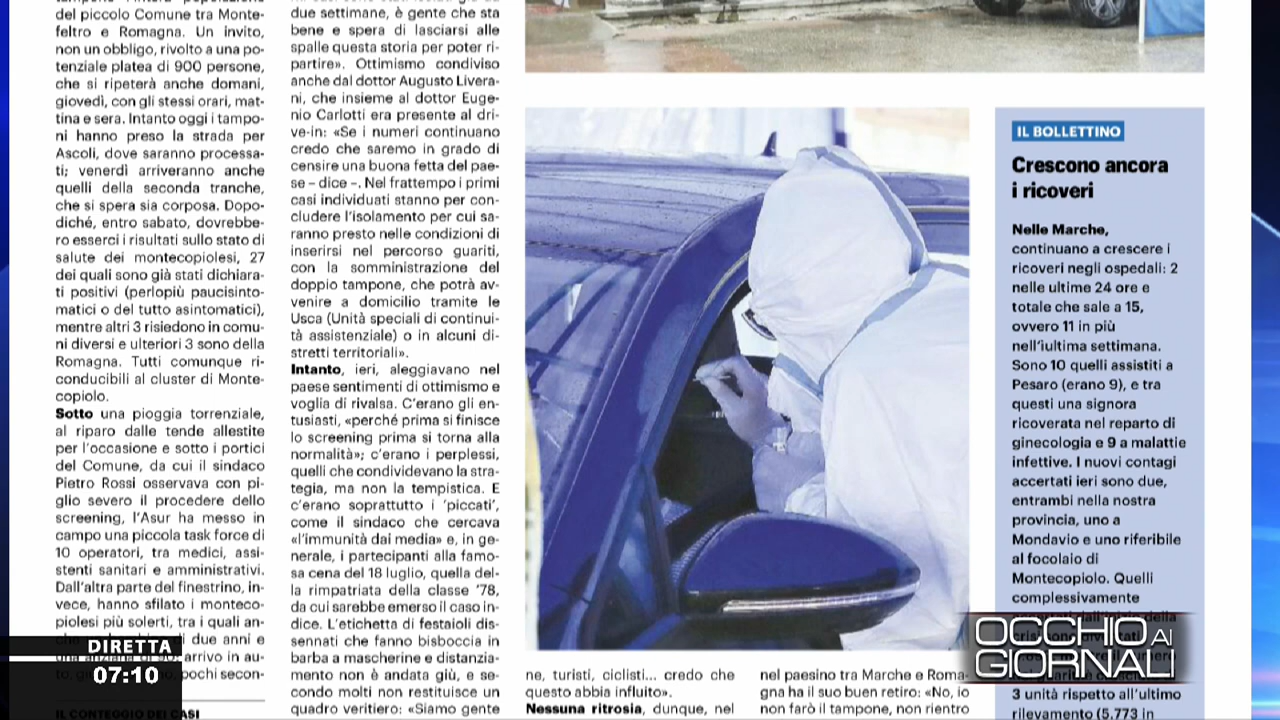 del piccolo Comune tra Monte-
feltro e Romagna. Un invito,
non un obbligo, rivolto a una po-
tenziale platea di 900 persone,
che si ripeterà anche domani,
giovedì, con gli stessi orari, mat-
tina e sera. Intanto oggi i tampo-
ni hanno preso la strada per
Ascoli, dove saranno processa-
ti; venerdì arriveranno anche
quelli della seconda tranche,
che si spera sia corposa. Dopo-
diché, entro sabato, dovrebbe-
ro esserci i risultati sullo stato di
salute dei montecopiolesi, 27
dei quali sono già stati dichiara-
ti positivi (perlopiù paucisinto-
matici o del tutto asintomatici),
mentre altri 3 risiedono in comu-
ni diversi e ulteriori 3 sono della
Romagna. Tutti comunque ri-
conducibili al cluster di Monte-
copiolo.
Sotto una pioggia torrenziale,
al riparo dalle tende allestite
per l'occasione e sotto i portici
del Comune, da cui il sindaco
Pietro Rossi osservava con pi-
glio severo il procedere dello
screening, l'Asur ha messo in
campo una piccola task force di
10 operatori, tra medici, assi-
stenti sanitari e amministrativi.
Dall'altra parte del finestrino, in-
vece, hanno sfilato i monteco-
piolesi più solerti, tra i quali an-
di due anni e
arrivo in au-
pochi secon-
IL CONTEGGIO DEI CASI
due settimane, è gente che sta
bene e spera di lasciarsi alle
spalle questa storia per poter ri-
partire». Ottimismo condiviso
anche dal dottor Augusto Livera-
ni, che insieme al dottor Euge-
nio Carlotti era presente al dri-
ve-in: «Se i numeri continuano
credo che saremo in grado di
censire una buona fetta del pae-
se – dice –. Nel frattempo i primi
casi individuati stanno per con-
cludere l'isolamento per cui sa-
ranno presto nelle condizioni di
inserirsi nel percorso guariti,
con la somministrazione del
doppio tampone, che potrà av-
venire a domicilio tramite le
Usca (Unità speciali di continui-
tà assistenziale) o in alcuni di-
stretti territoriali».
Intanto, ieri, aleggiavano nel
paese sentimenti di ottimismo e
voglia di rivalsa. C'erano gli en-
tusiasti, «perché prima si finisce
lo screening prima si torna alla
normalità»; c'erano i perplessi,
quelli che condividevano la stra-
tegia, ma non la tempistica. E
c'erano soprattutto i 'piccati',
come il sindaco che cercava
«l'immunità dai media» e, in ge-
nerale, i partecipanti alla famo-
sa cena del 18 luglio, quella del-
la rimpatriata della classe '78,
da cui sarebbe emerso il caso in-
dice. L'etichetta di festaioli dis-
sennati che fanno bisboccia in
barba a mascherine e distanzia-
mento non è andata giù, e se-
condo molti non restituisce un
quadro veritiero: «Siamo gente
ne, turisti, ciclisti... credo che
questo abbia influito».
Nessuna ritrosia, dunque, nel
nel paesino tra Marche e Roma-
gna ha il suo buen retiro: «No, io
non farò il tampone, non rientro
IL BOLLETTINO
Crescono ancora
i ricoveri
Nelle Marche,
continuano a crescere i
ricoveri negli ospedali: 2
nelle ultime 24 ore e
totale che sale a 15,
ovvero 11 in più
nell'iultima settimana.
Sono 10 quelli assistiti a
Pesaro (erano 9), e tra
questi una signora
ricoverata nel reparto di
ginecologia e 9 a malattie
infettive. I nuovi contagi
accertati ieri sono due,
entrambi nella nostra
provincia, uno a
Mondavio e uno riferibile
al focolaio di
Montecopiolo. Quelli
complessivamente
3 unità rispetto all'ultimo
rilevamento (5.773 in
DIRETTA
07:10
OCCHIO AI
GIORNALI